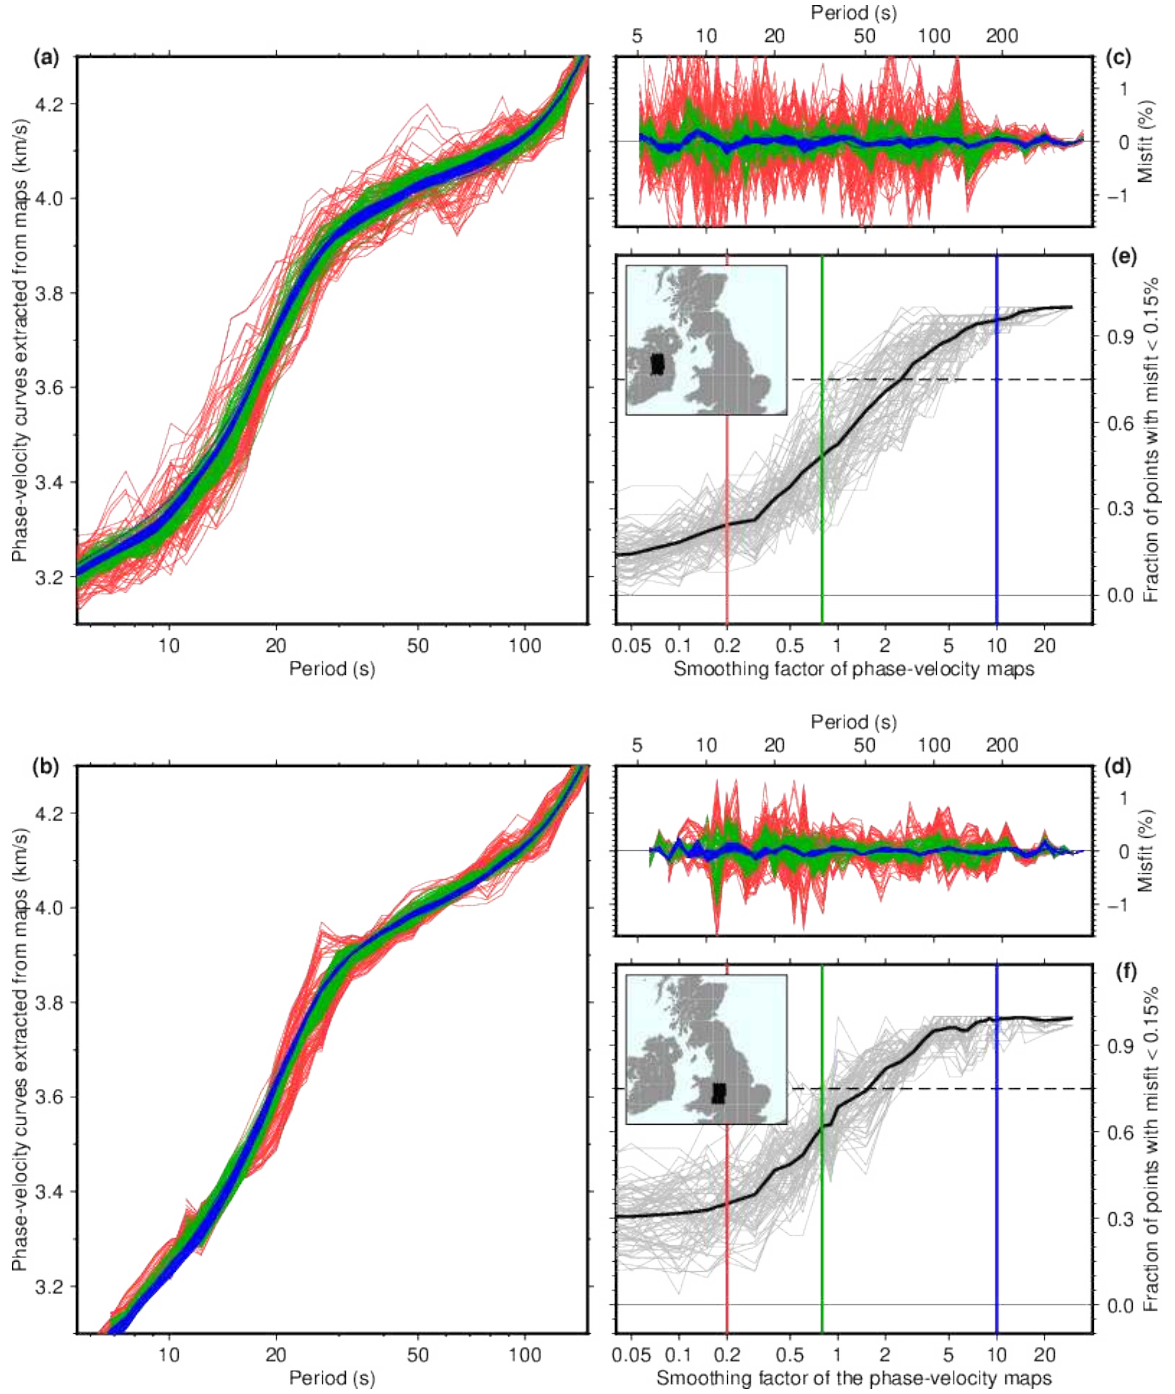 Period (s)
5 10 20 50 100 200
(a)
4.2
4.0
3.8
3.6
3.4
3.2
Phase-velocity curves extracted from maps (km/s)
10 20 50 100
Period (s)
(c)
1
0
−1
Misfit (%)
(e)
0.9
0.6
0.3
0.0
Fraction of points with misfit < 0.15%
0.05 0.1 0.2 0.5 1 2 5 10 20
Smoothing factor of phase-velocity maps
Period (s)
5 10 20 50 100 200
(b)
4.2
4.0
3.8
3.6
3.4
3.2
Phase-velocity curves extracted from maps (km/s)
10 20 50 100
Period (s)
(d)
1
0
−1
Misfit (%)
(f)
0.9
0.6
0.3
0.0
Fraction of points with misfit < 0.15%
0.05 0.1 0.2 0.5 1 2 5 10 20
Smoothing factor of the phase-velocity maps